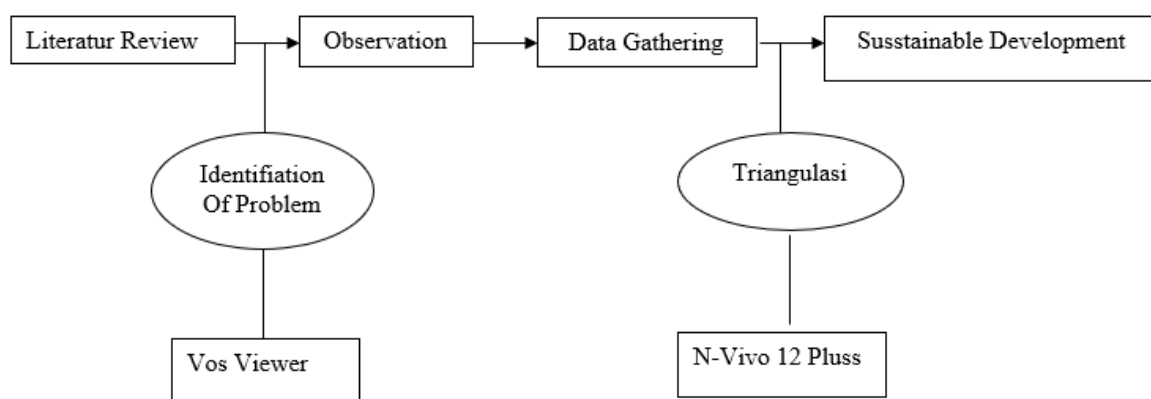 Literatur Review
Observation
Data Gathering
Susstainable Development
Identifiation
Of Problem
Triangulasi
Vos Viewer
N-Vivo 12 Pluss